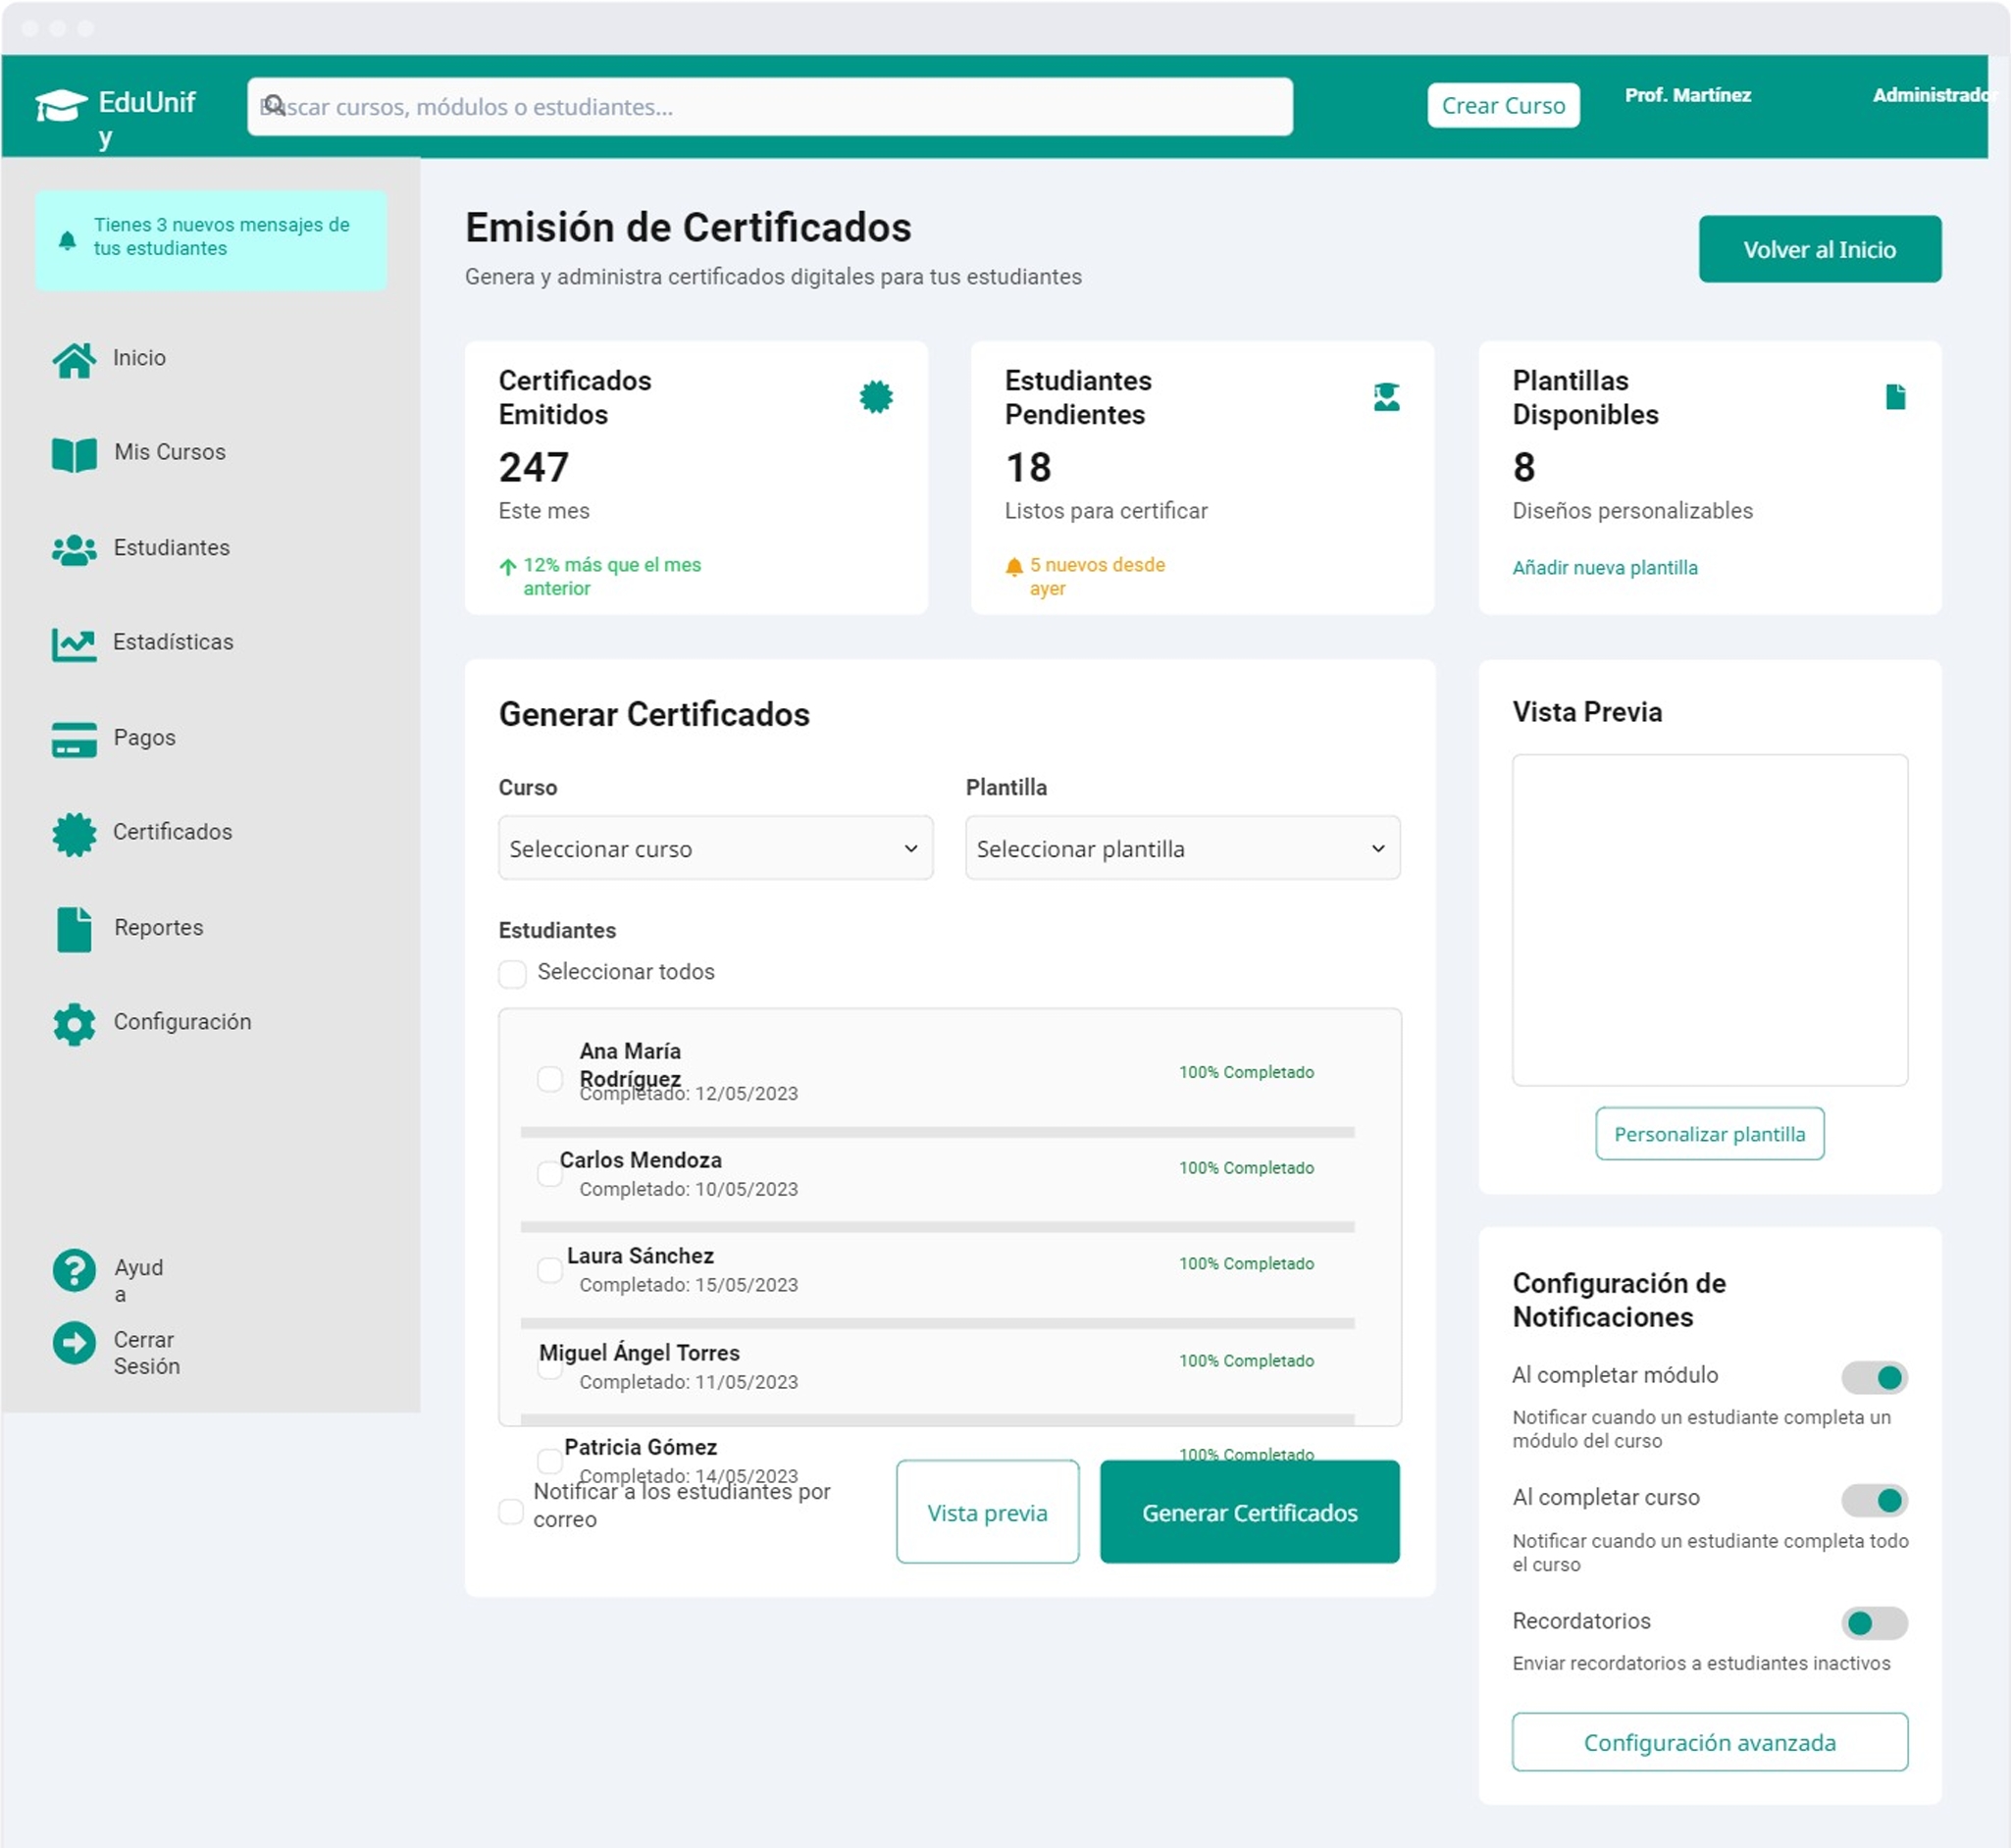 EduUnif
y
Buscar cursos, módulos o estudiantes...
Crear Curso
Prof. Martínez
Administrador
Tienes 3 nuevos mensajes de
tus estudiantes
Inicio
Mis Cursos
Estudiantes
Estadísticas
Pagos
Certificados
Reportes
Configuración
Ayud
a
Cerrar
Sesión
Emisión de Certificados
Genera y administra certificados digitales para tus estudiantes
Volver al Inicio
Certificados
Emitidos
247
Este mes
12% más que el mes
anterior
Estudiantes
Pendientes
18
Listos para certificar
5 nuevos desde
ayer
Plantillas
Disponibles
8
Diseños personalizables
Añadir nueva plantilla
Generar Certificados
Curso
Seleccionar curso
Plantilla
Seleccionar plantilla
Estudiantes
Seleccionar todos
Ana María
Rodríguez
Completado: 12/05/2023
100% Completado
Carlos Mendoza
Completado: 10/05/2023
100% Completado
Laura Sánchez
Completado: 15/05/2023
100% Completado
Miguel Ángel Torres
Completado: 11/05/2023
100% Completado
Patricia Gómez
Completado: 14/05/2023
100% Completado
Notificar a los estudiantes por
correo
Vista previa
Generar Certificados
Vista Previa
Personalizar plantilla
Configuración de
Notificaciones
Al completar módulo
Notificar cuando un estudiante completa un
módulo del curso
Al completar curso
Notificar cuando un estudiante completa todo
el curso
Recordatorios
Enviar recordatorios a estudiantes inactivos
Configuración avanzada